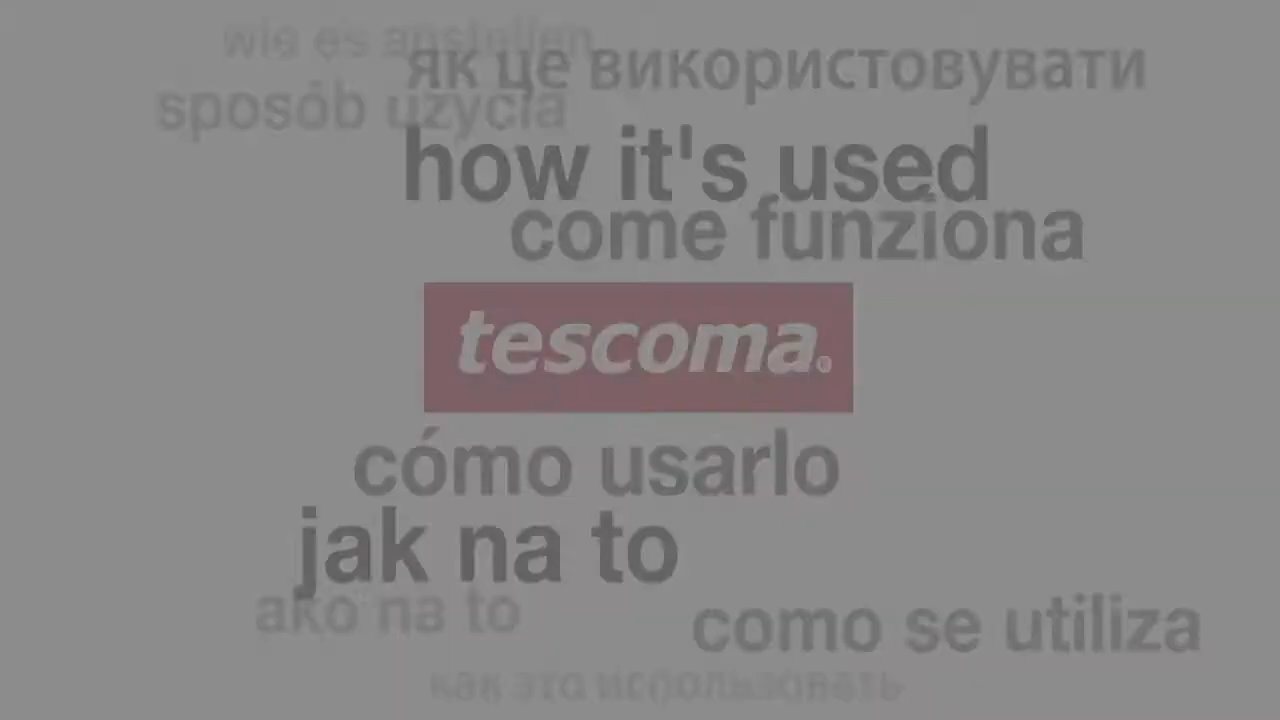 wie es anstellen
як це використовувати
sposób użycia
how it's used
come funziona
tescoma.
cómo usarlo
jak na to
ako na to
como se utiliza
как это использовать